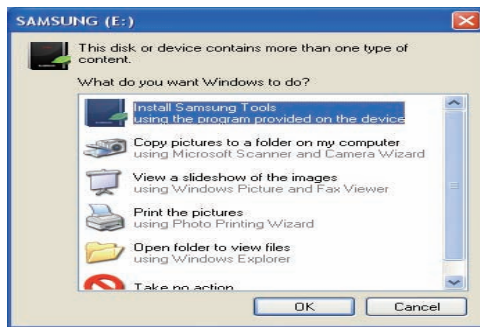 SAMSUNG (E:)
This disk or device contains more than one type of
content.
What do you want Windows to do?
Install Samsung Tools
using the program provided on the device
Copy pictures to a folder on my computer
using Microsoft Scanner and Camera Wizard
View a slideshow of the images
using Windows Picture and Fax Viewer
Print the pictures
using Photo Printing Wizard
Open folder to view files
using Windows Explorer
Take no action
OK Cancel